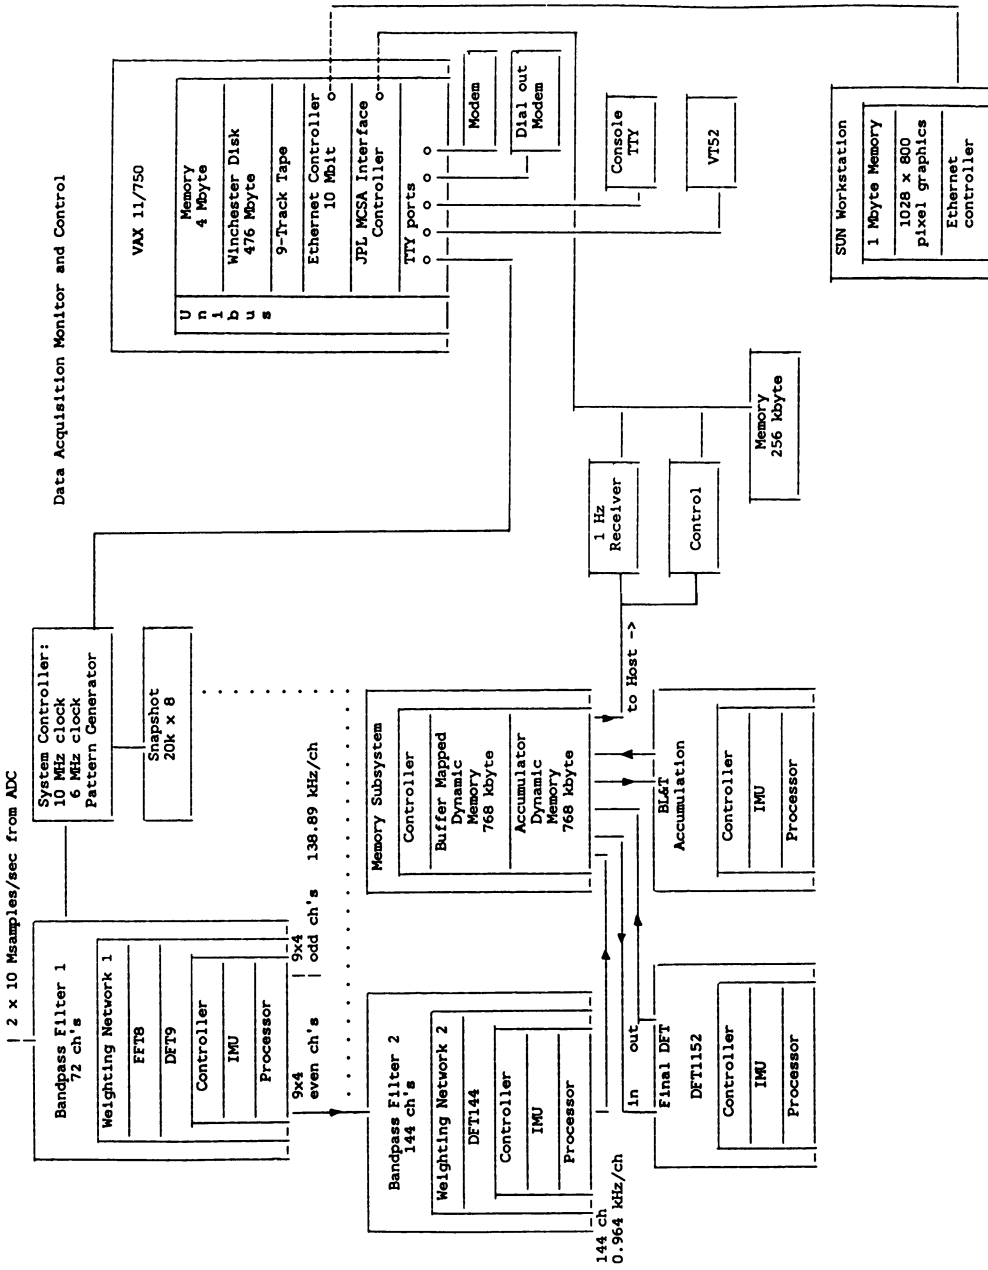 2 x 10 Msamples/sec from ADC
Bandpass Filter 1
72 ch's
Weighting Network 1
FFT8
DFT9
Controller
IMU
Processor
9x4
even ch's
9x4
odd ch's
138.89 kHz/ch
System Controller:
10 MHz clock
6 MHz clock
Pattern Generator
Snapshot
20k x 8
Bandpass Filter 2
144 ch's
Weighting Network 2
DFT144
Controller
IMU
Processor
144 ch
0.964 kHz/ch
Memory Subsystem
Controller
Buffer Mapped
Dynamic
Memory
768 kbyte
Accumulator
Dynamic
Memory
768 kbyte
to Host ->
in
out
Final DFT
DFT1152
Controller
IMU
Processor
BL&T
Accumulation
Controller
IMU
Processor
Data Acquisition Monitor and Control
VAX 11/750
Unibus
Memory
4 Mbyte
Winchester Disk
476 Mbyte
9-Track Tape
Ethernet Controller
10 Mbit
JPL MCSA Interface
Controller
TTY ports
Modem
Dial out
Modem
Console
TTY
VT52
1 Hz
Receiver
Control
Memory
256 kbyte
SUN Workstation
1 Mbyte Memory
1028 x 800
pixel graphics
Ethernet
controller